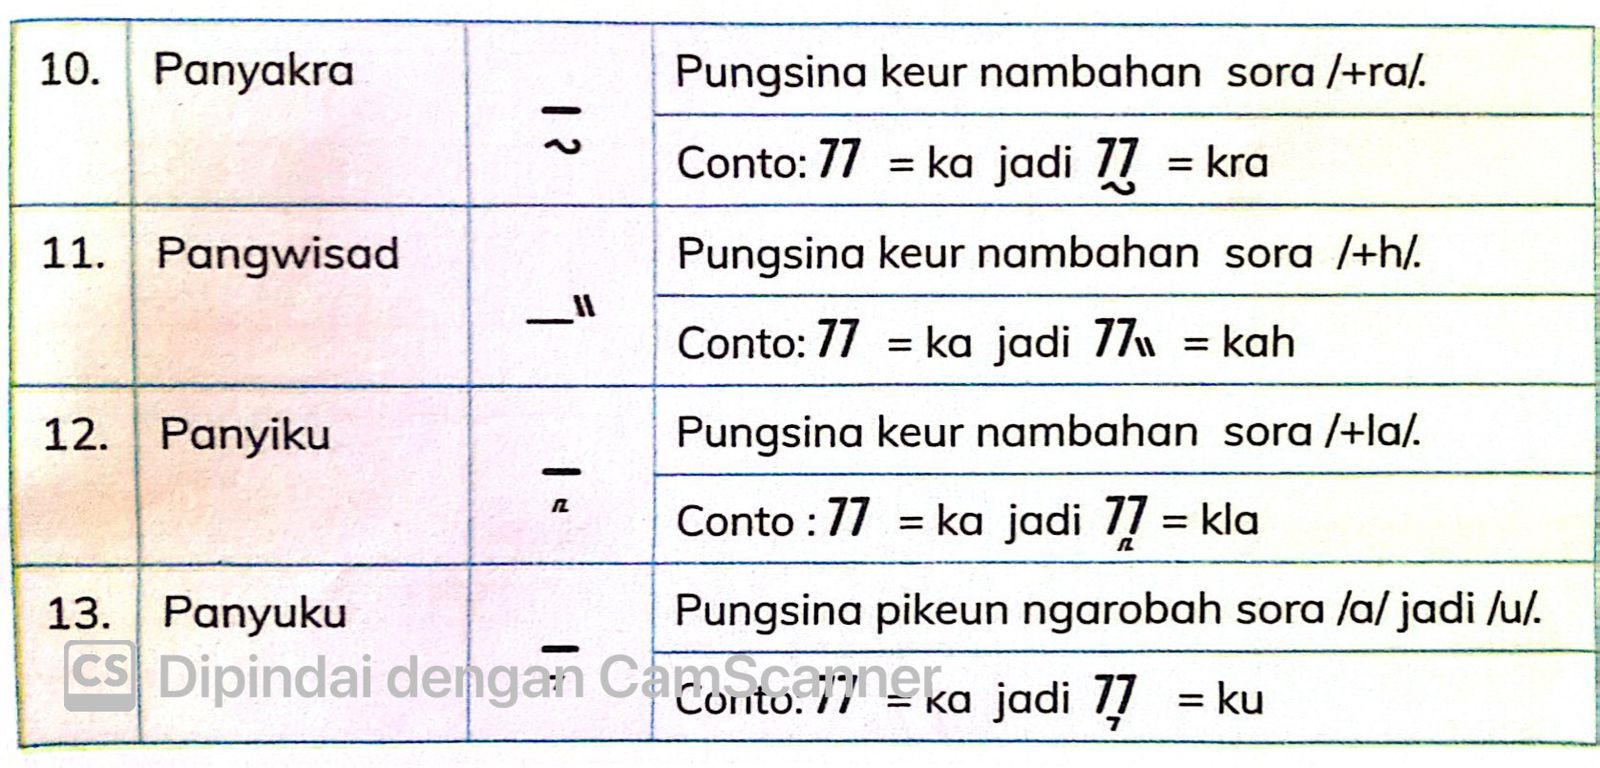 10. Panyakra Pungsina keur nambahan sora /+ra/.
Conto: ᮊ = ka jadi ᮊᮢ = kra
11. Pangwisad Pungsina keur nambahan sora /+h/.
Conto: ᮊ = ka jadi ᮊᮂ = kah
12. Panyiku Pungsina keur nambahan sora /+la/.
Conto : ᮊ = ka jadi ᮊᮣ = kla
13. Panyuku Pungsina pikeun ngarobah sora /a/ jadi /u/.
Conto: ᮊ = ka jadi ᮊᮥ = ku
CS Dipindai dengan CamScanner